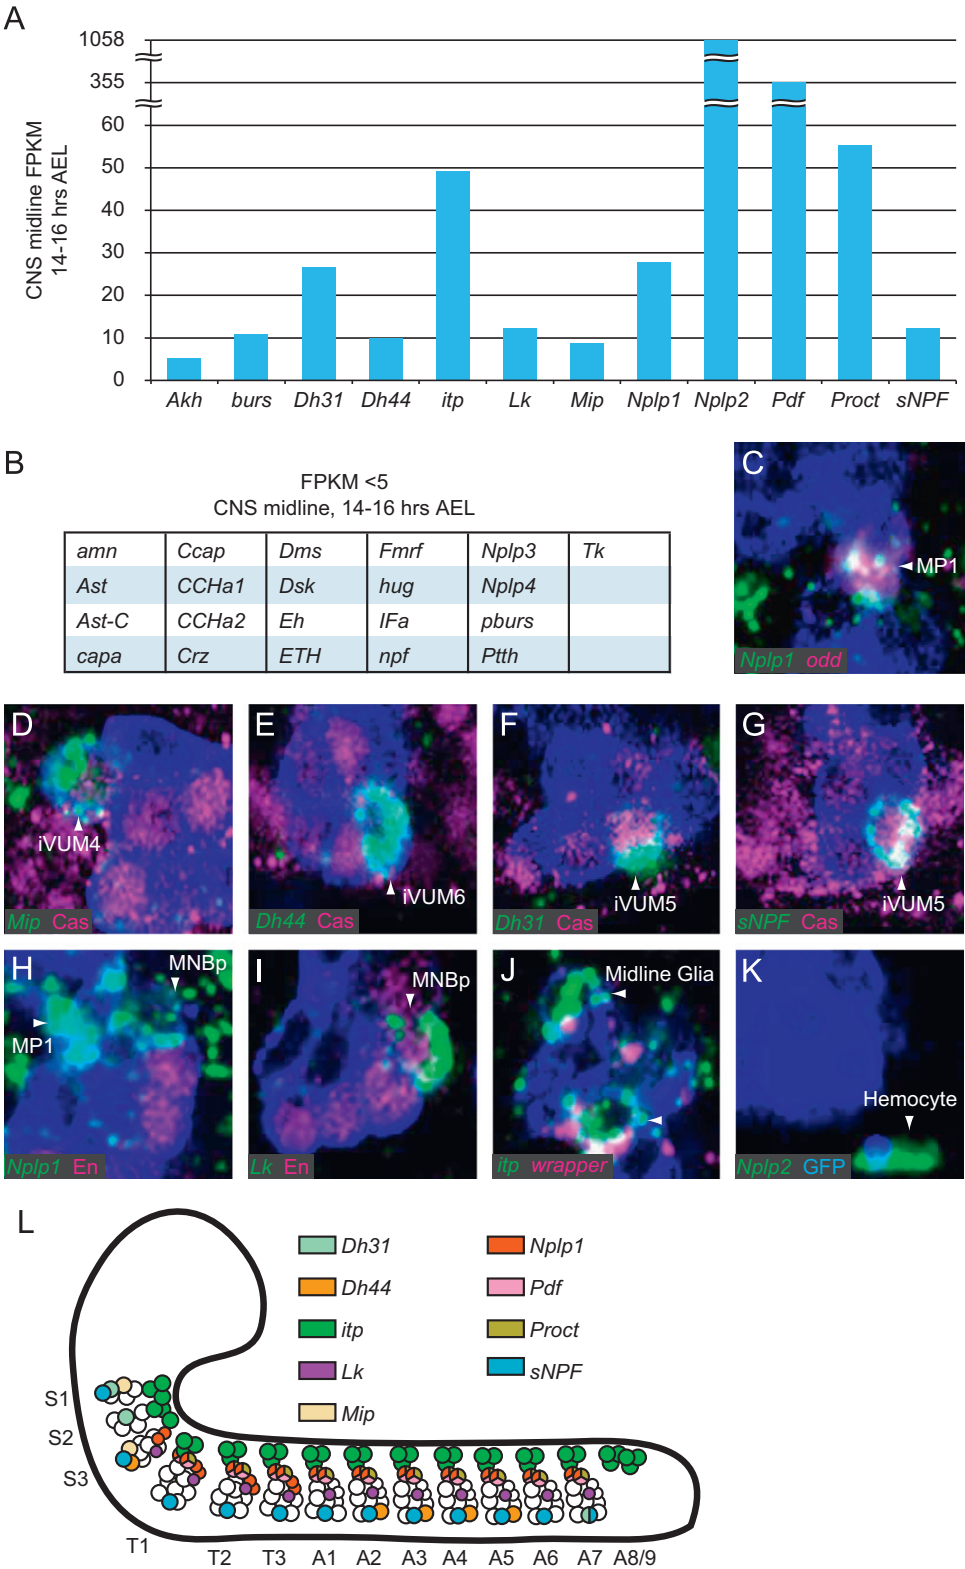 A
1058
355
60
50
40
30
20
10
0
CNS midline FPKM
14-16 hrs AEL
Akh burs Dh31 Dh44 itp Lk Mip Nplp1 Nplp2 Pdf Proct sNPF
B
FPKM <5
CNS midline, 14-16 hrs AEL
amn Ccap Dms Fmrf Nplp3 Tk
Ast CCHa1 Dsk hug Nplp4
Ast-C CCHa2 Eh IFa pburs
capa Crz ETH npf Ptth
C
MP1
Nplp1 odd
D
iVUM4
Mip Cas
E
iVUM6
Dh44 Cas
F
iVUM5
Dh31 Cas
G
iVUM5
sNPF Cas
H
MNBp
MP1
Nplp1 En
I
MNBp
Lk En
J
Midline Glia
itp wrapper
K
Hemocyte
Nplp2 GFP
L
Dh31
Dh44
itp
Lk
Mip
Nplp1
Pdf
Proct
sNPF
S1
S2
S3
T1
T2 T3 A1 A2 A3 A4 A5 A6 A7 A8/9